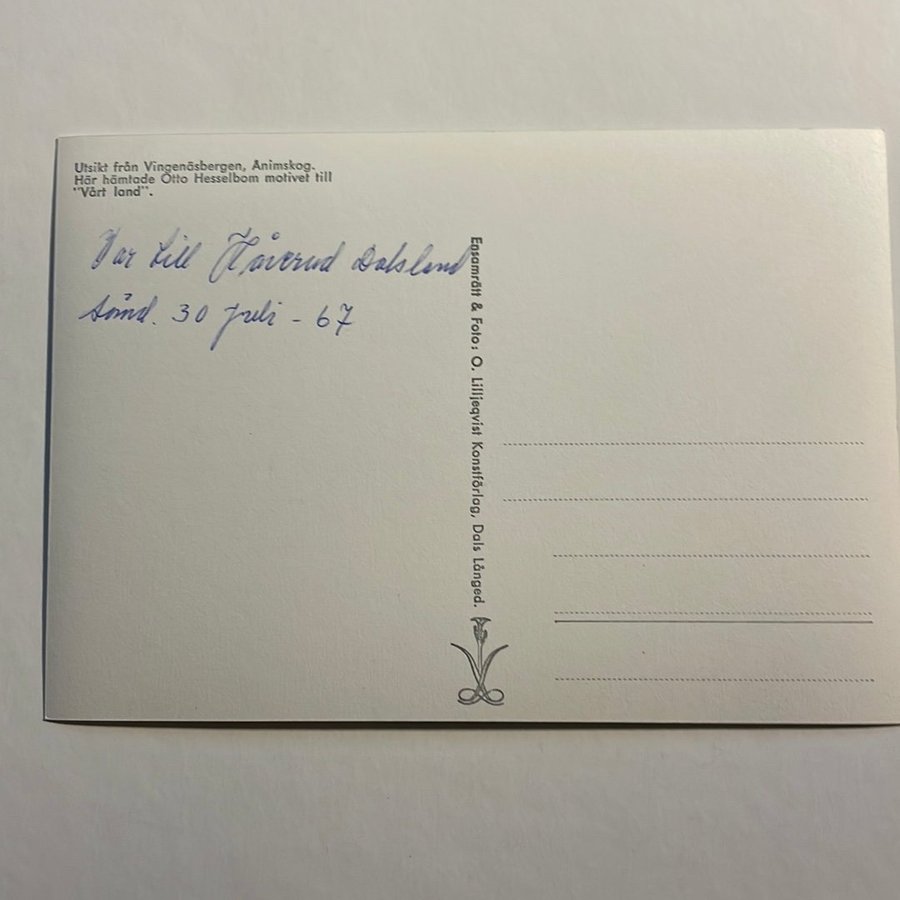 Utsikt från Vingenäsbergen, Änimskog.
Här hämtade Otto Hesselbom motivet till
"Vårt land".
Var till Håverud Dalsland
sönd. 30 juli - 67
Ensamrätt & Foto: O. Lilljeqvist Konstförlag, Dals Långed.